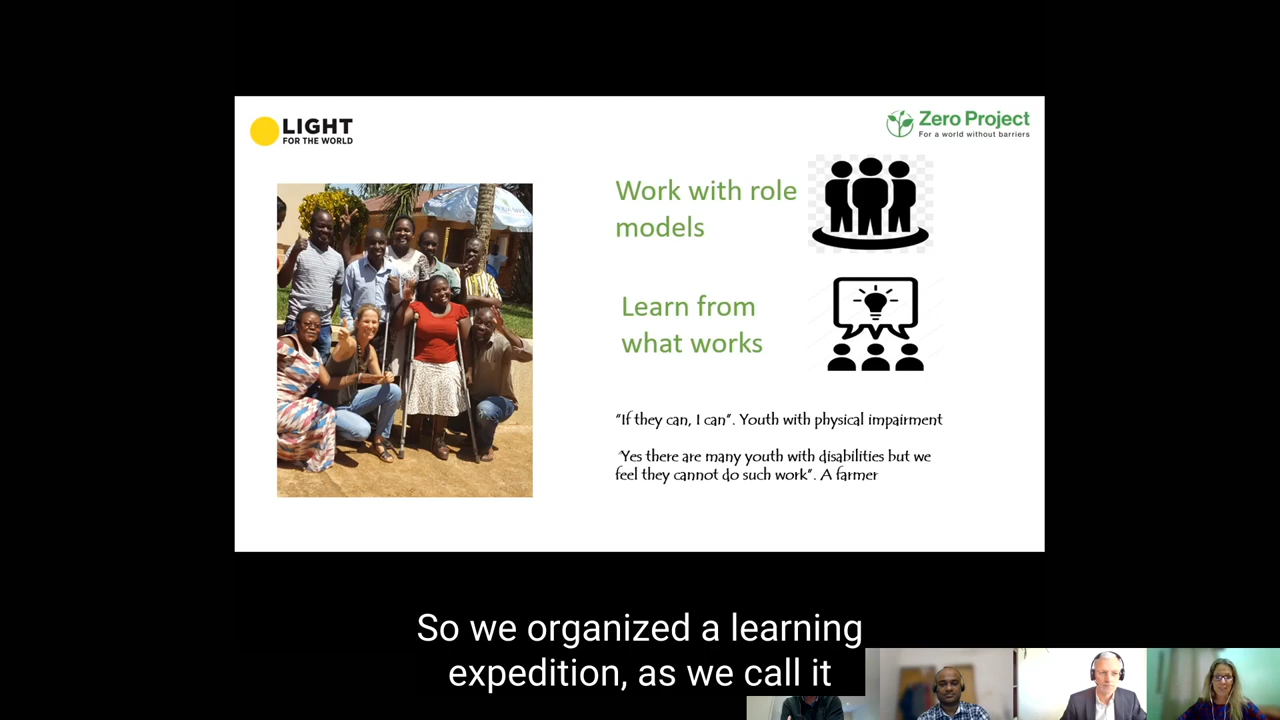 LIGHT
FOR THE WORLD
Zero Project
For a world without barriers
Work with role
models
Learn from
what works
"If they can, I can". Youth with physical impairment
"Yes there are many youth with disabilities but we
feel they cannot do such work". A farmer
So we organized a learning
expedition, as we call it